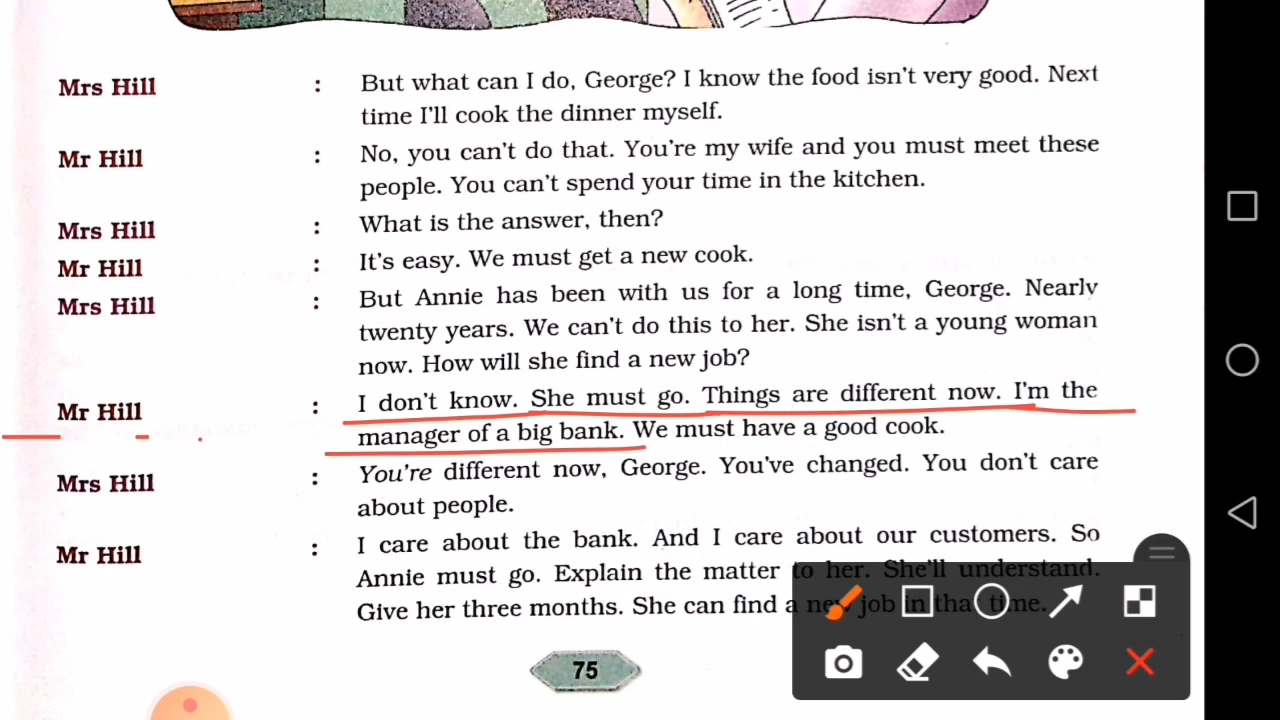 Mrs Hill : But what can I do, George? I know the food isn't very good. Next
time I'll cook the dinner myself.
Mr Hill : No, you can't do that. You're my wife and you must meet these
people. You can't spend your time in the kitchen.
Mrs Hill : What is the answer, then?
Mr Hill : It's easy. We must get a new cook.
Mrs Hill : But Annie has been with us for a long time, George. Nearly
twenty years. We can't do this to her. She isn't a young woman
now. How will she find a new job?
Mr Hill : I don't know. She must go. Things are different now. I'm the
manager of a big bank. We must have a good cook.
Mrs Hill : You're different now, George. You've changed. You don't care
about people.
Mr Hill : I care about the bank. And I care about our customers. So
Annie must go. Explain the matter to her. She'll understand.
Give her three months. She can find a new job in that time.
75